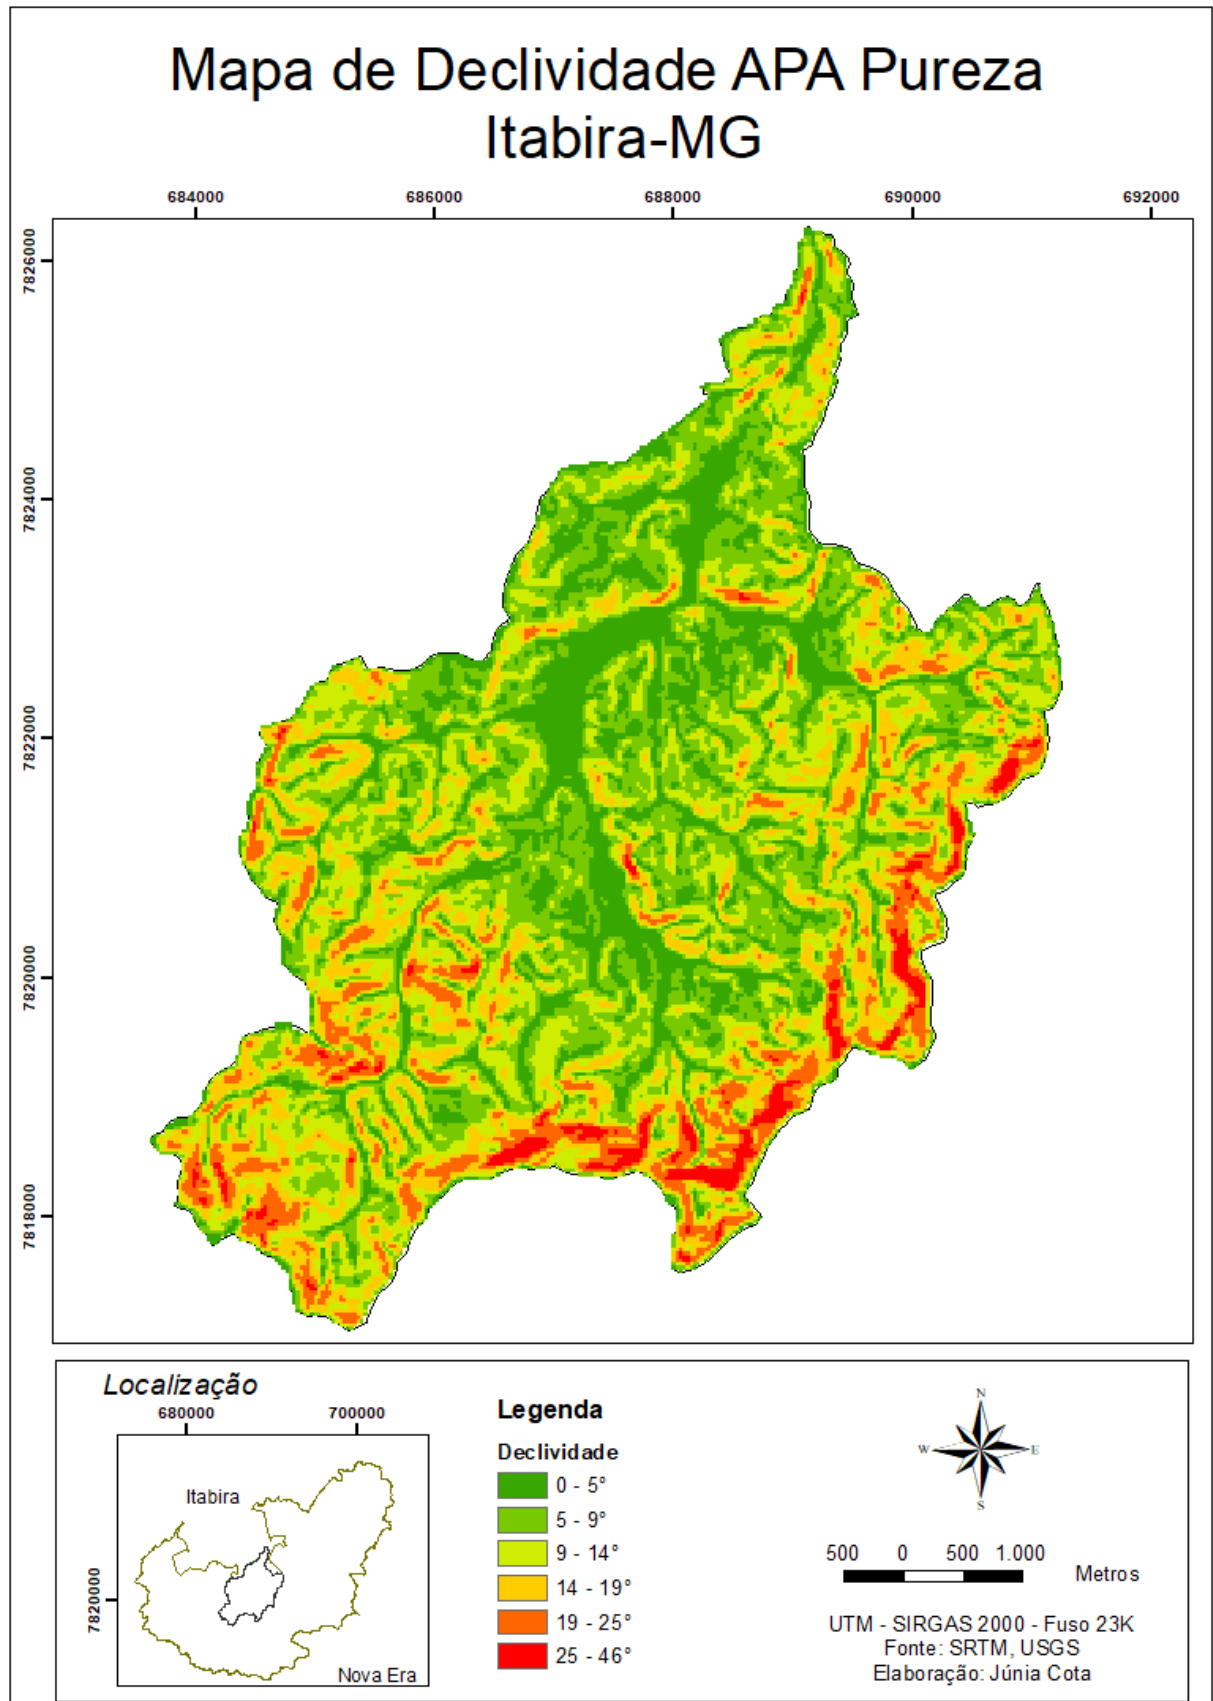 Mapa de Declividade APA Pureza
Itabira-MG
684000 686000 688000 690000 692000
7826000
7824000
7822000
7820000
7818000
Localização
680000 700000
7820000
Itabira
Nova Era
Legenda
Declividade
0 - 5°
5 - 9°
9 - 14°
14 - 19°
19 - 25°
25 - 46°
N
W E
S
500 0 500 1.000
Metros
UTM - SIRGAS 2000 - Fuso 23K
Fonte: SRTM, USGS
Elaboração: Júnia Cota